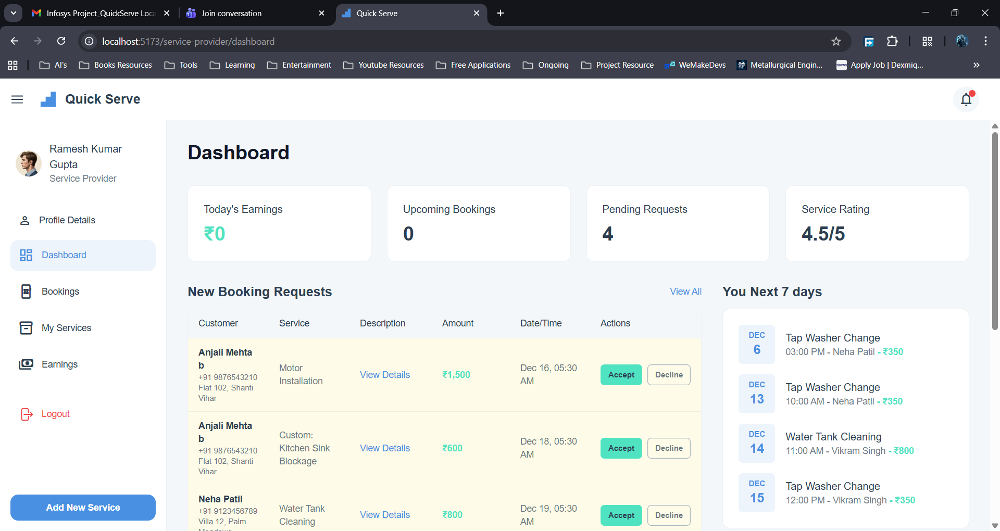 Infosys Project_QuickServe Loca
Join conversation
Quick Serve
localhost:5173/service-provider/dashboard
AI's
Books Resources
Tools
Learning
Entertainment
Youtube Resources
Free Applications
Ongoing
Project Resource
WeMakeDevs
Metallurgical Engin...
Apply Job | Dexmiq...
Quick Serve
Ramesh Kumar
Gupta
Service Provider
Profile Details
Dashboard
Bookings
My Services
Earnings
Logout
Add New Service
Dashboard
Today's Earnings
₹0
Upcoming Bookings
0
Pending Requests
4
Service Rating
4.5/5
New Booking Requests
View All
Customer Service Description Amount Date/Time Actions
Anjali Mehta
b
+91 9876543210
Flat 102, Shanti
Vihar
Motor
Installation
View Details
₹1,500
Dec 16, 05:30
AM
Accept
Decline
Anjali Mehta
b
+91 9876543210
Flat 102, Shanti
Vihar
Custom:
Kitchen Sink
Blockage
View Details
₹600
Dec 18, 05:30
AM
Accept
Decline
Neha Patil
+91 9123456789
Villa 12, Palm
Water Tank
Cleaning
View Details
₹800
Dec 19, 05:30
AM
Accept
Decline
You Next 7 days
DEC
6
Tap Washer Change
03:00 PM - Neha Patil - ₹350
DEC
13
Tap Washer Change
10:00 AM - Neha Patil - ₹350
DEC
14
Water Tank Cleaning
11:00 AM - Vikram Singh - ₹800
DEC
15
Tap Washer Change
12:00 PM - Vikram Singh - ₹350